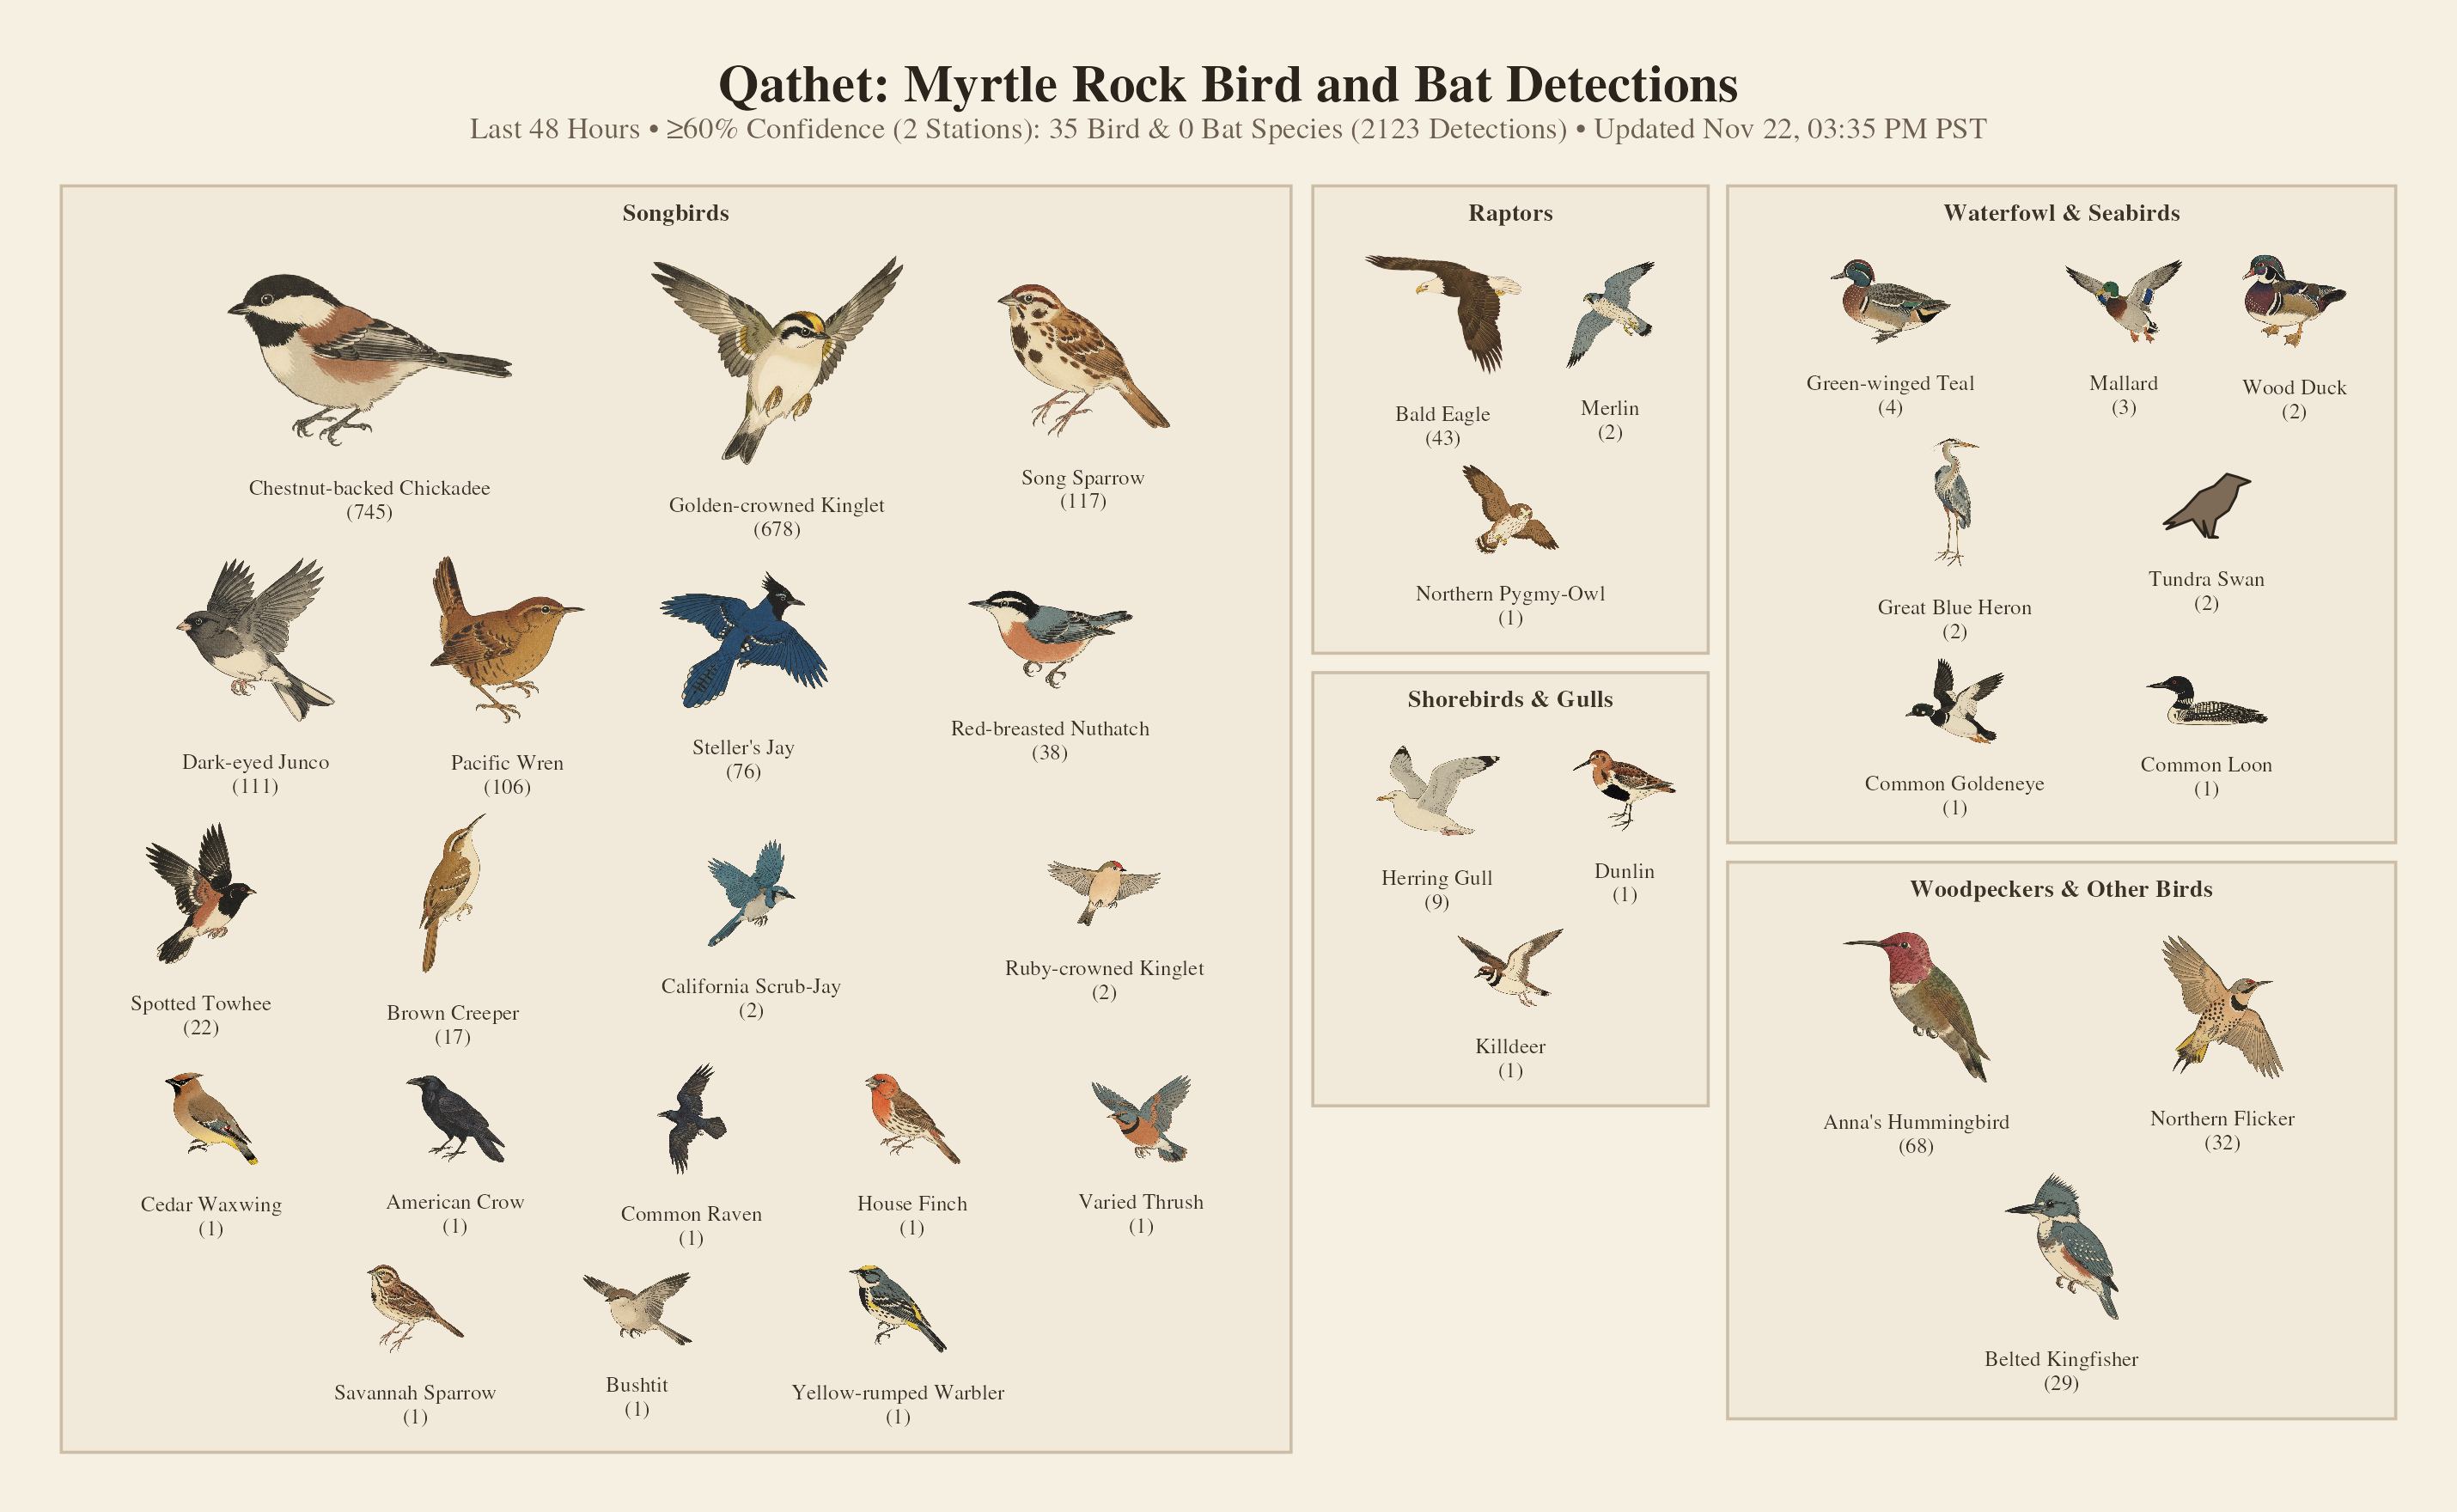 Qathet: Myrtle Rock Bird and Bat Detections
Last 48 Hours • ≥60% Confidence (2 Stations): 35 Bird & 0 Bat Species (2123 Detections) • Updated Nov 22, 03:35 PM PST
Songbirds
Chestnut-backed Chickadee
(745)
Golden-crowned Kinglet
(678)
Song Sparrow
(117)
Dark-eyed Junco
(111)
Pacific Wren
(106)
Steller's Jay
(76)
Red-breasted Nuthatch
(38)
Spotted Towhee
(22)
Brown Creeper
(17)
California Scrub-Jay
(2)
Ruby-crowned Kinglet
(2)
Cedar Waxwing
(1)
American Crow
(1)
Common Raven
(1)
House Finch
(1)
Varied Thrush
(1)
Savannah Sparrow
(1)
Bushtit
(1)
Yellow-rumped Warbler
(1)
Raptors
Bald Eagle
(43)
Merlin
(2)
Northern Pygmy-Owl
(1)
Shorebirds & Gulls
Herring Gull
(9)
Dunlin
(1)
Killdeer
(1)
Waterfowl & Seabirds
Green-winged Teal
(4)
Mallard
(3)
Wood Duck
(2)
Great Blue Heron
(2)
Tundra Swan
(2)
Common Goldeneye
(1)
Common Loon
(1)
Woodpeckers & Other Birds
Anna's Hummingbird
(68)
Northern Flicker
(32)
Belted Kingfisher
(29)